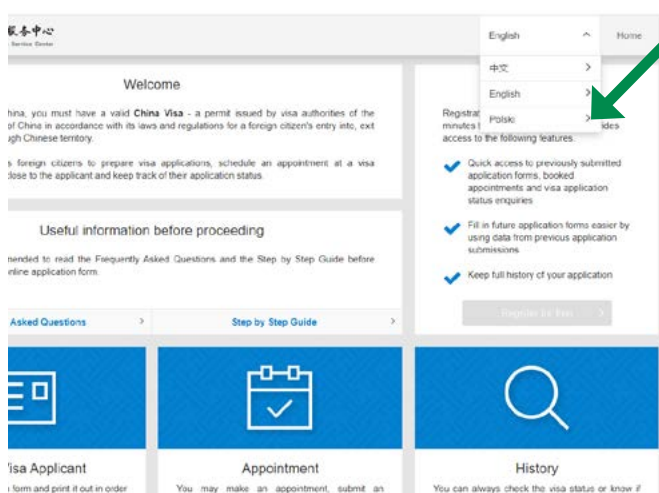 服务中心
Service Center
English
Home
中文
English
Polski
Welcome
hina, you must have a valid China Visa - a permit issued by visa authorities of the
of China in accordance with its laws and regulations for a foreign citizen's entry into, exit
ugh Chinese territory.
s foreign citizens to prepare visa applications, schedule an appointment at a visa
close to the applicant and keep track of their application status.
Registrat
minutes
ides
access to the following features.
Quick access to previously submitted
application forms, booked
appointments and visa application
status enquiries
Fill in future application forms easier by
using data from previous application
submissions
Keep full history of your application
Register for free
Useful information before proceeding
mended to read the Frequently Asked Questions and the Step by Step Guide before
nline application form.
Asked Questions
Step by Step Guide
Visa Applicant
form and print it out in order
Appointment
You may make an appointment, submit an
History
You can always check the visa status or know if